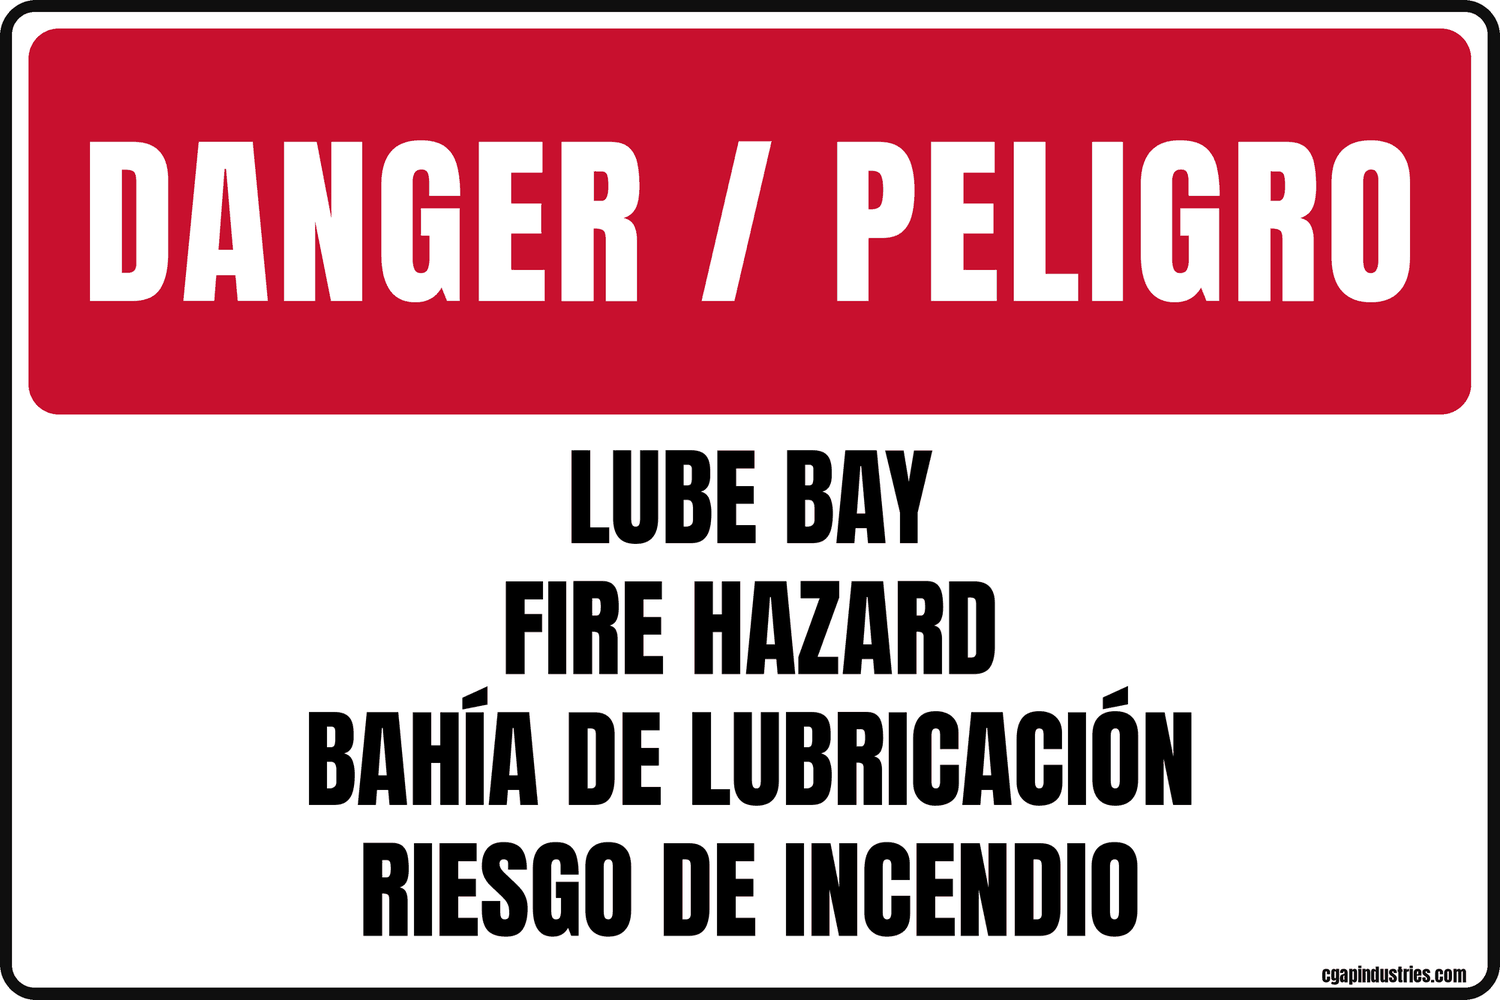 DANGER / PELIGRO
LUBE BAY
FIRE HAZARD
BAHÍA DE LUBRICACIÓN
RIESGO DE INCENDIO
cgapindustries.com